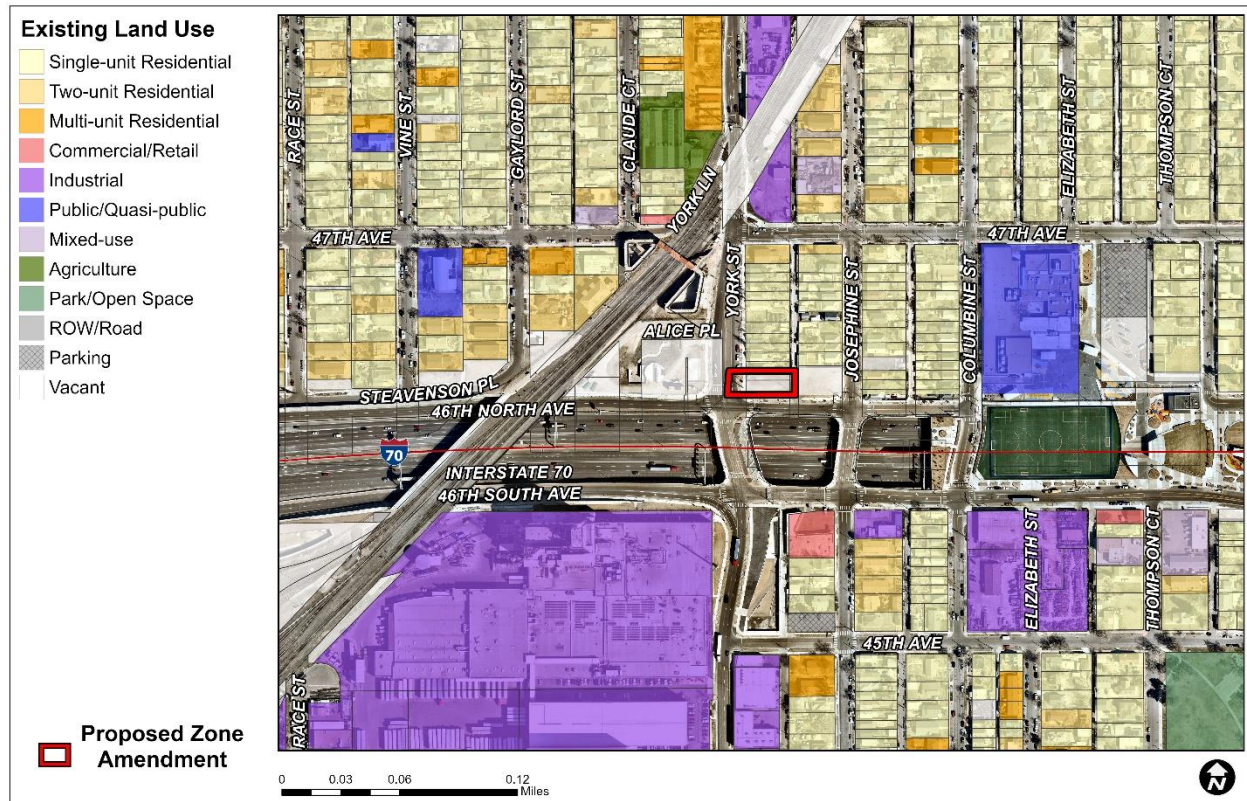 Existing Land Use
Single-unit Residential
Two-unit Residential
Multi-unit Residential
Commercial/Retail
Industrial
Public/Quasi-public
Mixed-use
Agriculture
Park/Open Space
ROW/Road
Parking
Vacant
RACE ST
VINE ST
GAYLORD ST
CLAUDE CT
YORK LN
YORK ST
JOSEPHINE ST
COLUMBINE ST
ELIZABETH ST
THOMPSON CT
47TH AVE
47TH AVE
ALICE PL
STEAVENSON PL
46TH NORTH AVE
70
INTERSTATE 70
46TH SOUTH AVE
ELIZABETH ST
THOMPSON CT
45TH AVE
RACE ST
Proposed Zone
Amendment
0 0.03 0.06 0.12
Miles
N